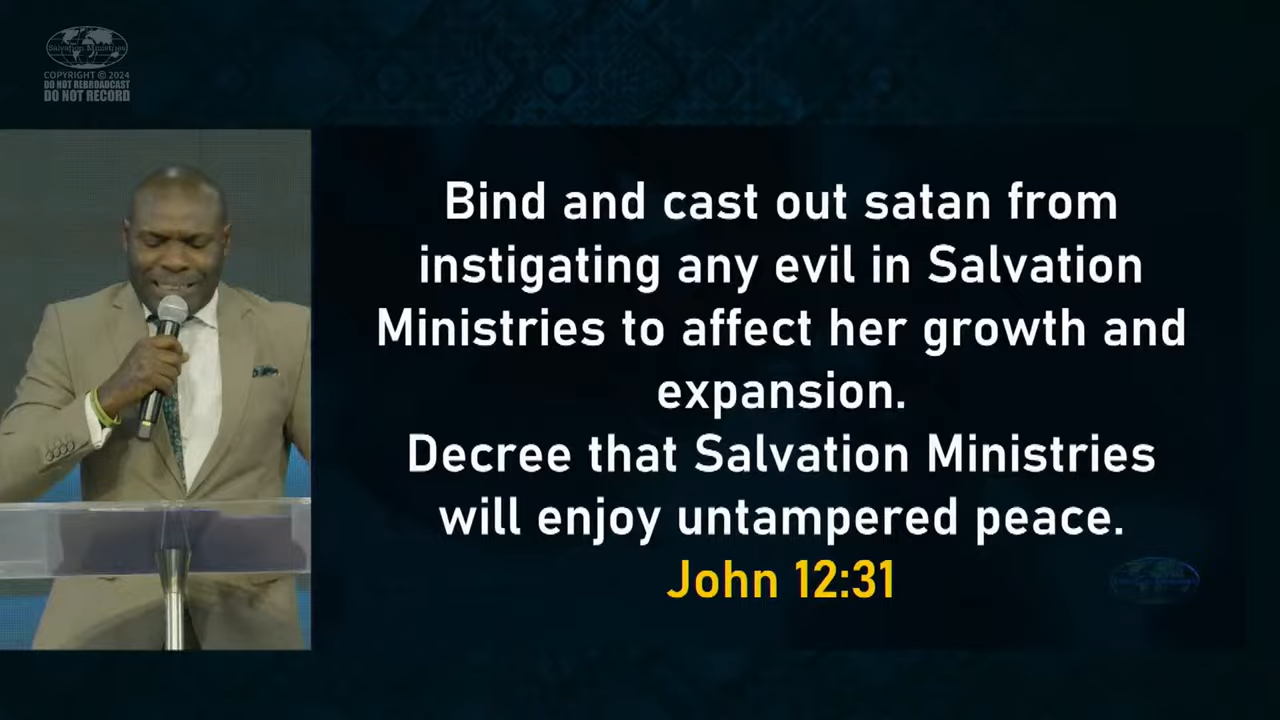 Salvation Ministries
COPYRIGHT © 2024
DO NOT REBROADCAST
DO NOT RECORD
Bind and cast out satan from
instigating any evil in Salvation
Ministries to affect her growth and
expansion.
Decree that Salvation Ministries
will enjoy untampered peace.
John 12:31